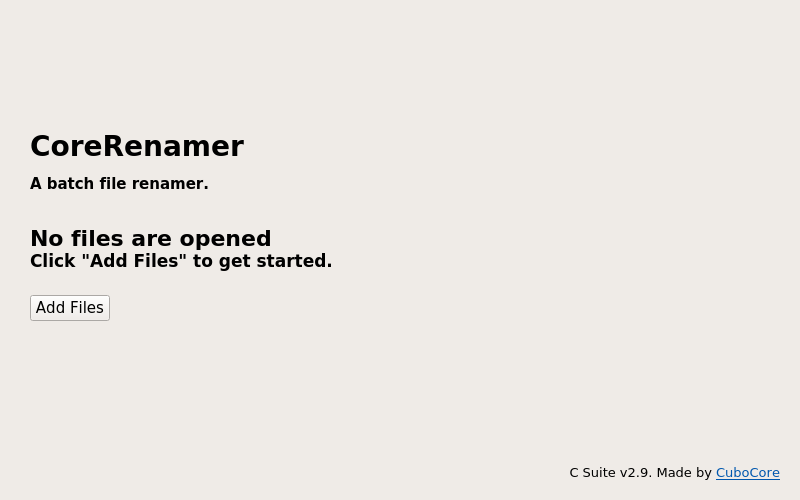 CoreRenamer
A batch file renamer.
No files are opened
Click "Add Files" to get started.
Add Files
C Suite v2.9. Made by CuboCore